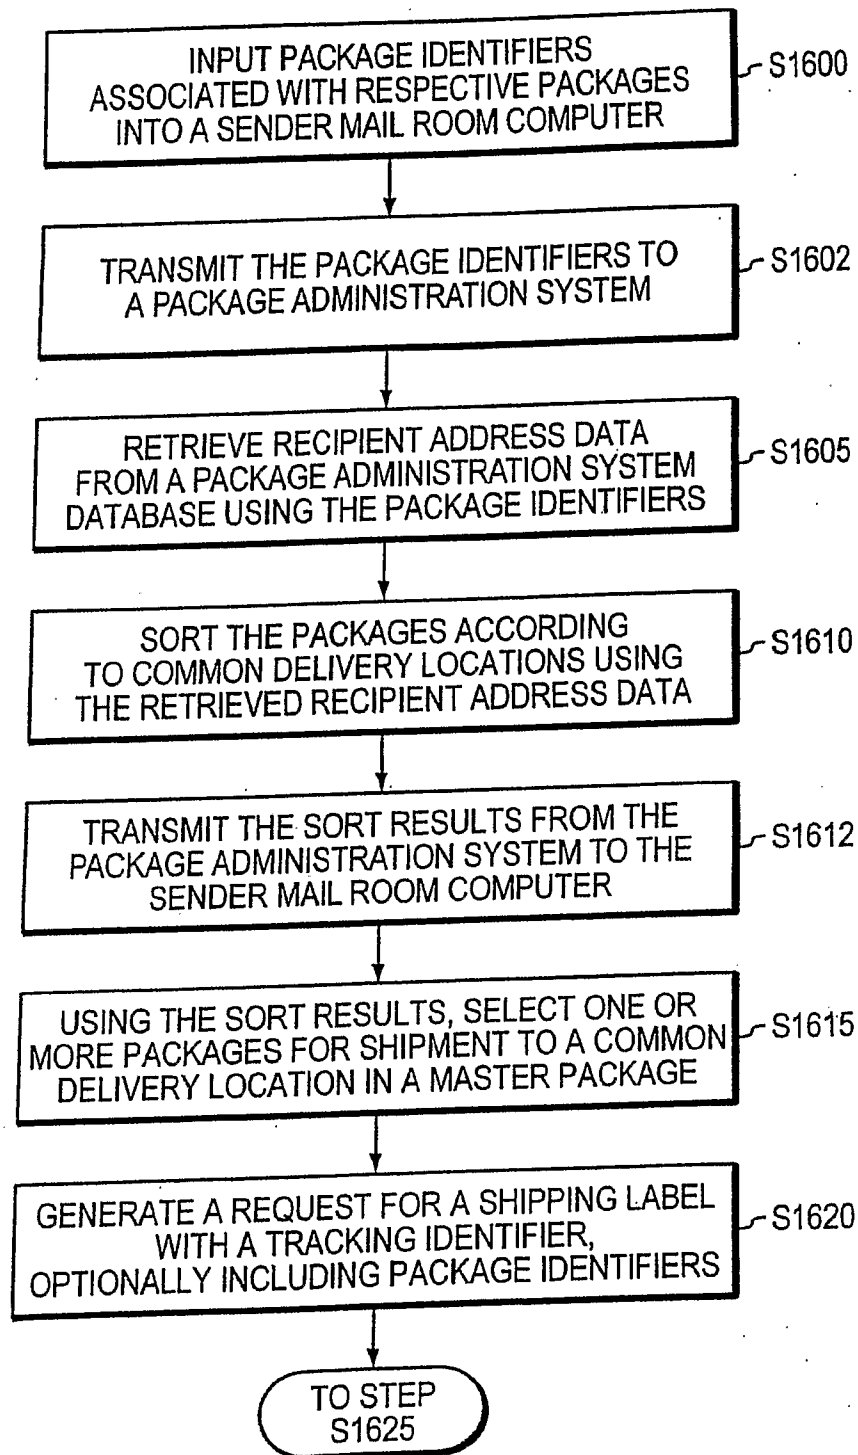 INPUT PACKAGE IDENTIFIERS
ASSOCIATED WITH RESPECTIVE PACKAGES
INTO A SENDER MAIL ROOM COMPUTER
S1600
TRANSMIT THE PACKAGE IDENTIFIERS TO
A PACKAGE ADMINISTRATION SYSTEM
S1602
RETRIEVE RECIPIENT ADDRESS DATA
FROM A PACKAGE ADMINISTRATION SYSTEM
DATABASE USING THE PACKAGE IDENTIFIERS
S1605
SORT THE PACKAGES ACCORDING
TO COMMON DELIVERY LOCATIONS USING
THE RETRIEVED RECIPIENT ADDRESS DATA
S1610
TRANSMIT THE SORT RESULTS FROM THE
PACKAGE ADMINISTRATION SYSTEM TO THE
SENDER MAIL ROOM COMPUTER
S1612
USING THE SORT RESULTS, SELECT ONE OR
MORE PACKAGES FOR SHIPMENT TO A COMMON
DELIVERY LOCATION IN A MASTER PACKAGE
S1615
GENERATE A REQUEST FOR A SHIPPING LABEL
WITH A TRACKING IDENTIFIER,
OPTIONALLY INCLUDING PACKAGE IDENTIFIERS
S1620
TO STEP
S1625